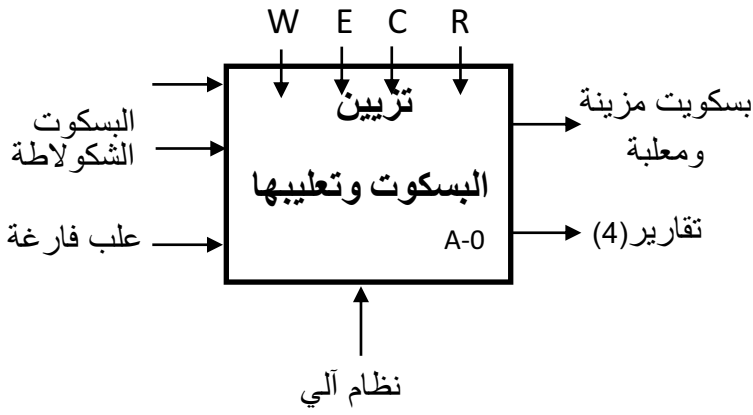 W E C R
تزيين
البسكوت وتعليبها
A-0
البسكوت
الشكولاطة
علب فارغة
بسكويت مزينة
ومعلبة
تقارير(4)
نظام آلي